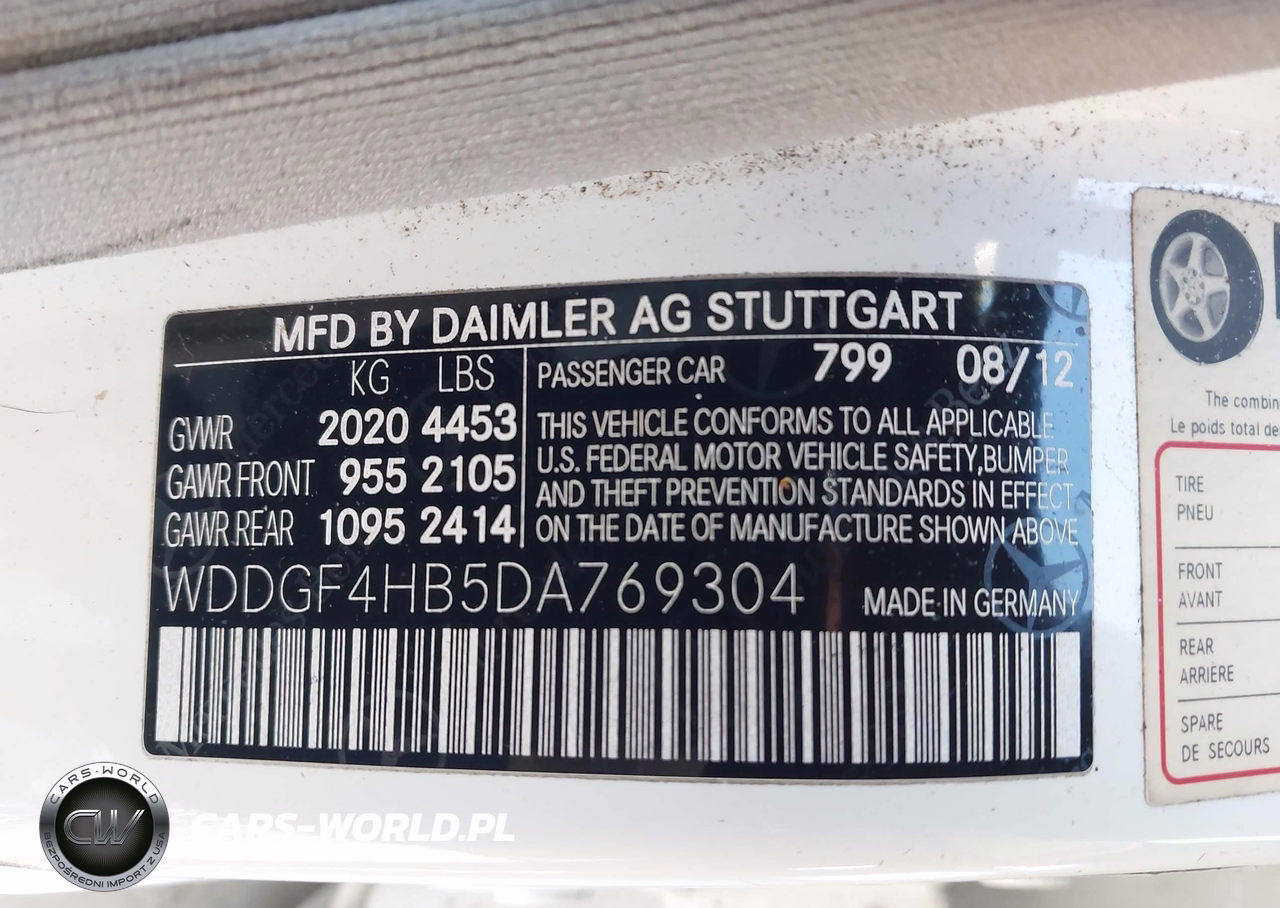 MFD BY DAIMLER AG STUTTGART
KG LBS
GVWR 2020 4453
GAWR FRONT 955 2105
GAWR REAR 1095 2414
PASSENGER CAR 799 08/12
THIS VEHICLE CONFORMS TO ALL APPLICABLE
U.S. FEDERAL MOTOR VEHICLE SAFETY, BUMPER
AND THEFT PREVENTION STANDARDS IN EFFECT
ON THE DATE OF MANUFACTURE SHOWN ABOVE
WDDGF4HB5DA769304 MADE IN GERMANY
The combin
Le poids total de
TIRE
PNEU
FRONT
AVANT
REAR
ARRIÈRE
SPARE
DE SECOURS
CARS-WORLD
CW
BEZPOŚREDNI IMPORT Z USA
CARS-WORLD.PL